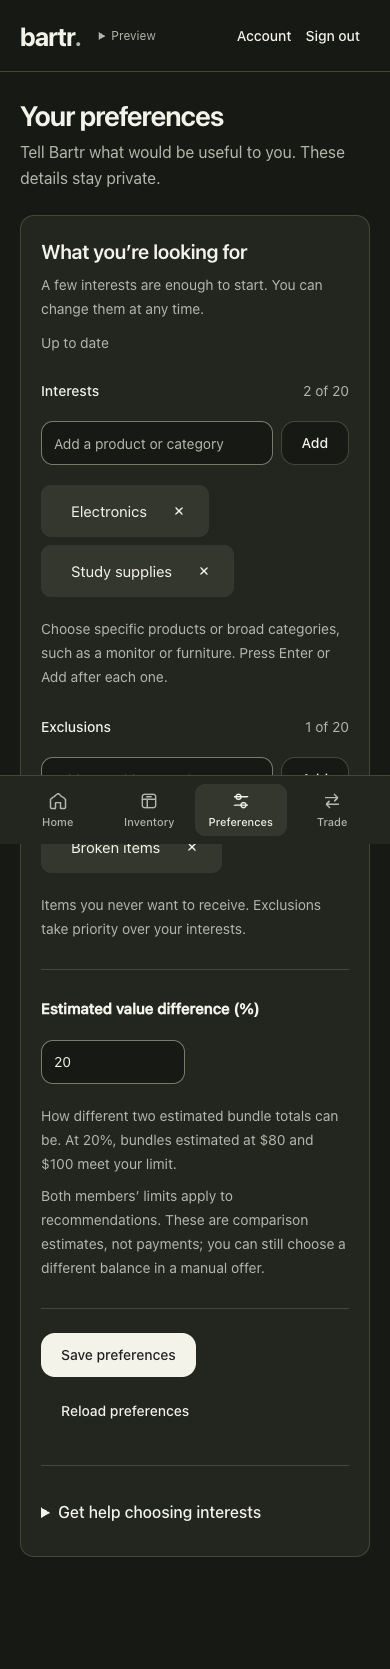 bartr.
Preview
Account
Sign out
Your preferences
Tell Bartr what would be useful to you. These
details stay private.
What you’re looking for
A few interests are enough to start. You can
change them at any time.
Up to date
Interests
2 of 20
Add a product or category
Add
Electronics ×
Study supplies ×
Choose specific products or broad categories,
such as a monitor or furniture. Press Enter or
Add after each one.
Exclusions
1 of 20
Home
Inventory
Preferences
Trade
Broken items ×
Items you never want to receive. Exclusions
take priority over your interests.
Estimated value difference (%)
20
How different two estimated bundle totals can
be. At 20%, bundles estimated at $80 and
$100 meet your limit.
Both members’ limits apply to
recommendations. These are comparison
estimates, not payments; you can still choose a
different balance in a manual offer.
Save preferences
Reload preferences
Get help choosing interests